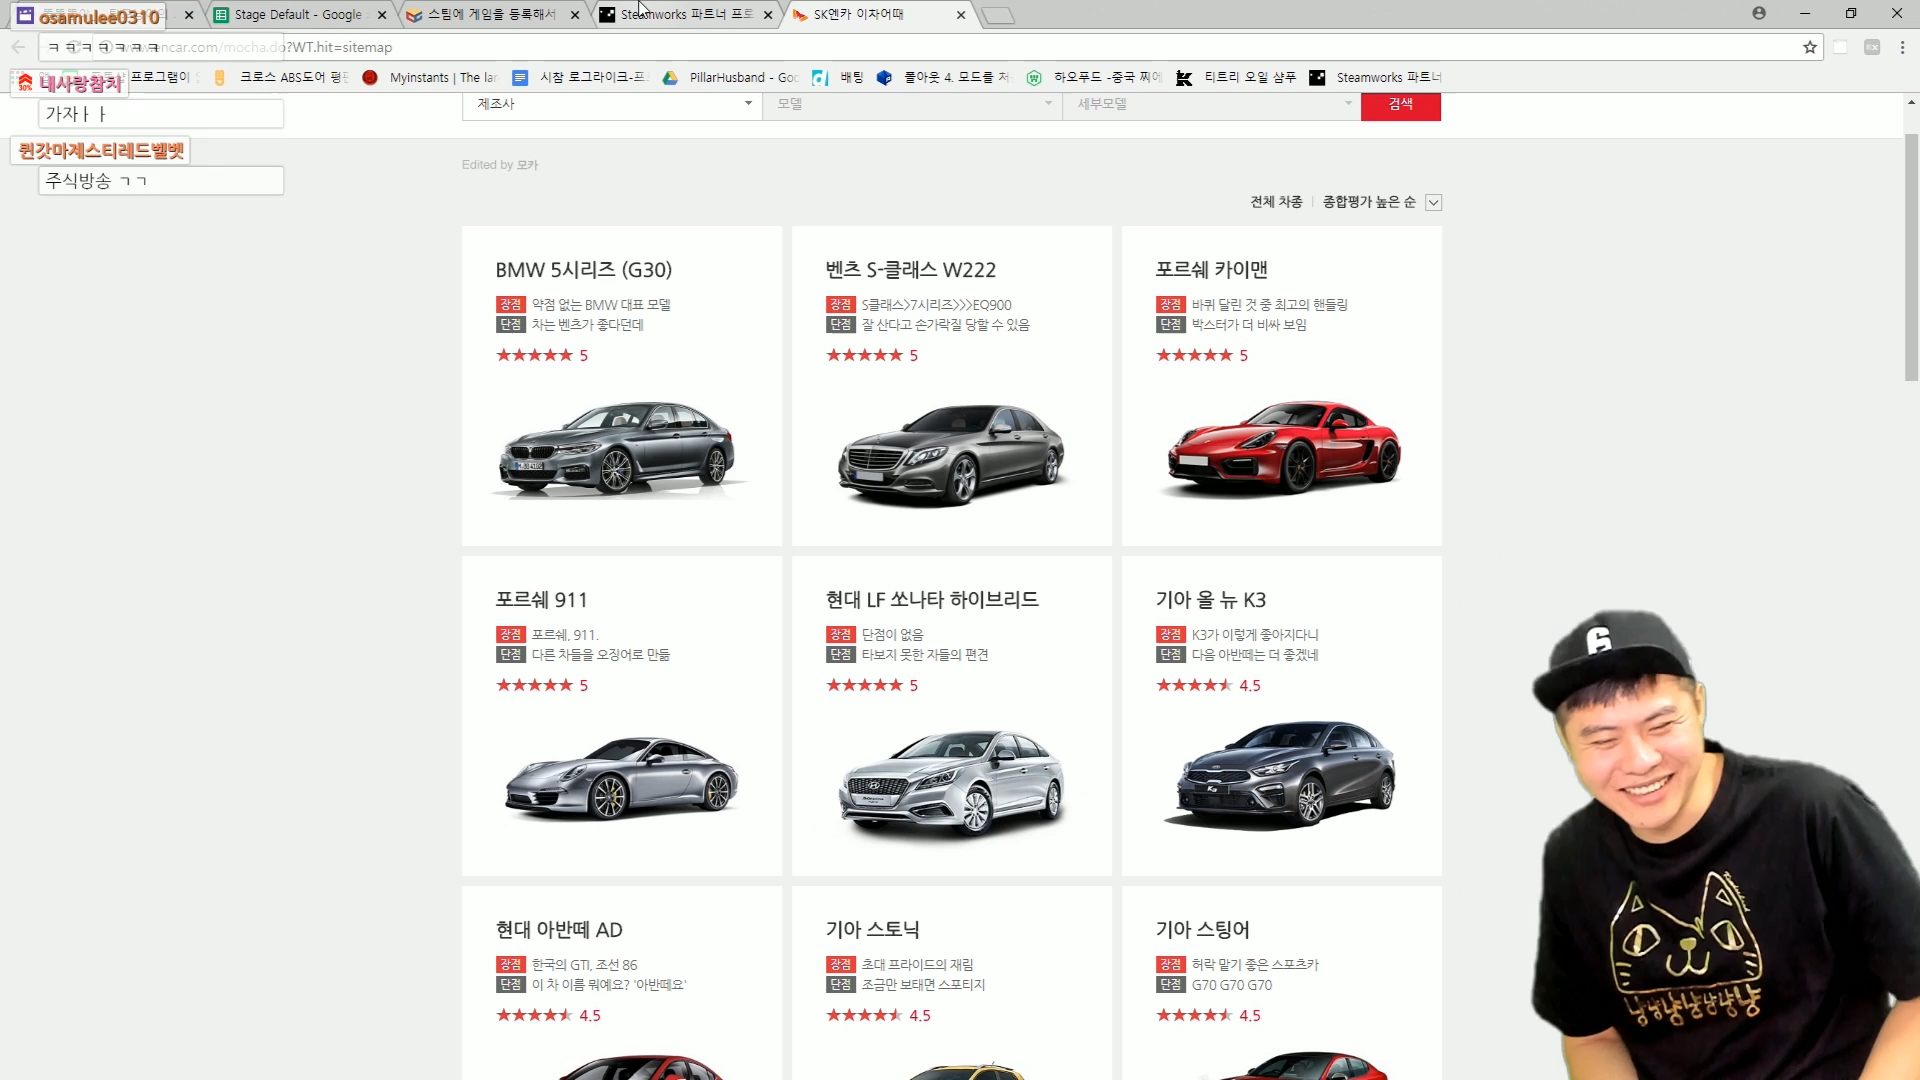 osamulee0310
ㅋㅋㅋㅋㅋㅋㅋ
내사랑참치
가자ㅏㅏ
퀸갓마제스티레드벨벳
주식방송 ㄱㄱ
Stage Default - Google
스팀에 게임을 등록해서
Steamworks 파트너 프로
SK엔카 이차어때
ncar.com/mocha.do?WT.hit=sitemap
프로그램이
크로스 ABS도어 평판
Myinstants | The lar
시참 로그라이크-프
PillarHusband - Goo
배팅
폴아웃 4. 모드를 저
하오푸드 -중국 찌에
티트리 오일 샴푸
Steamworks 파트너
제조사
모델
세부모델
검색
Edited by 모카
전체 차종
종합평가 높은 순
BMW 5시리즈 (G30)
장점 약점 없는 BMW 대표 모델
단점 차는 벤츠가 좋다던데
5
벤츠 S-클래스 W222
장점 S클래스>7시리즈>>>EQ900
단점 잘 산다고 손가락질 당할 수 있음
5
포르쉐 카이맨
장점 바퀴 달린 것 중 최고의 핸들링
단점 박스터가 더 비싸 보임
5
포르쉐 911
장점 포르쉐, 911.
단점 다른 차들을 오징어로 만듦
5
현대 LF 쏘나타 하이브리드
장점 단점이 없음
단점 타보지 못한 자들의 편견
5
기아 올 뉴 K3
장점 K3가 이렇게 좋아지다니
단점 다음 아반떼는 더 좋겠네
4.5
현대 아반떼 AD
장점 한국의 GTI, 조선 86
단점 이 차 이름 뭐예요? '아반떼요'
4.5
기아 스토닉
장점 초대 프라이드의 재림
단점 조금만 보태면 스포티지
4.5
기아 스팅어
장점 허락 맡기 좋은 스포츠카
단점 G70 G70 G70
4.5
냥냥냥냥냥냥냥